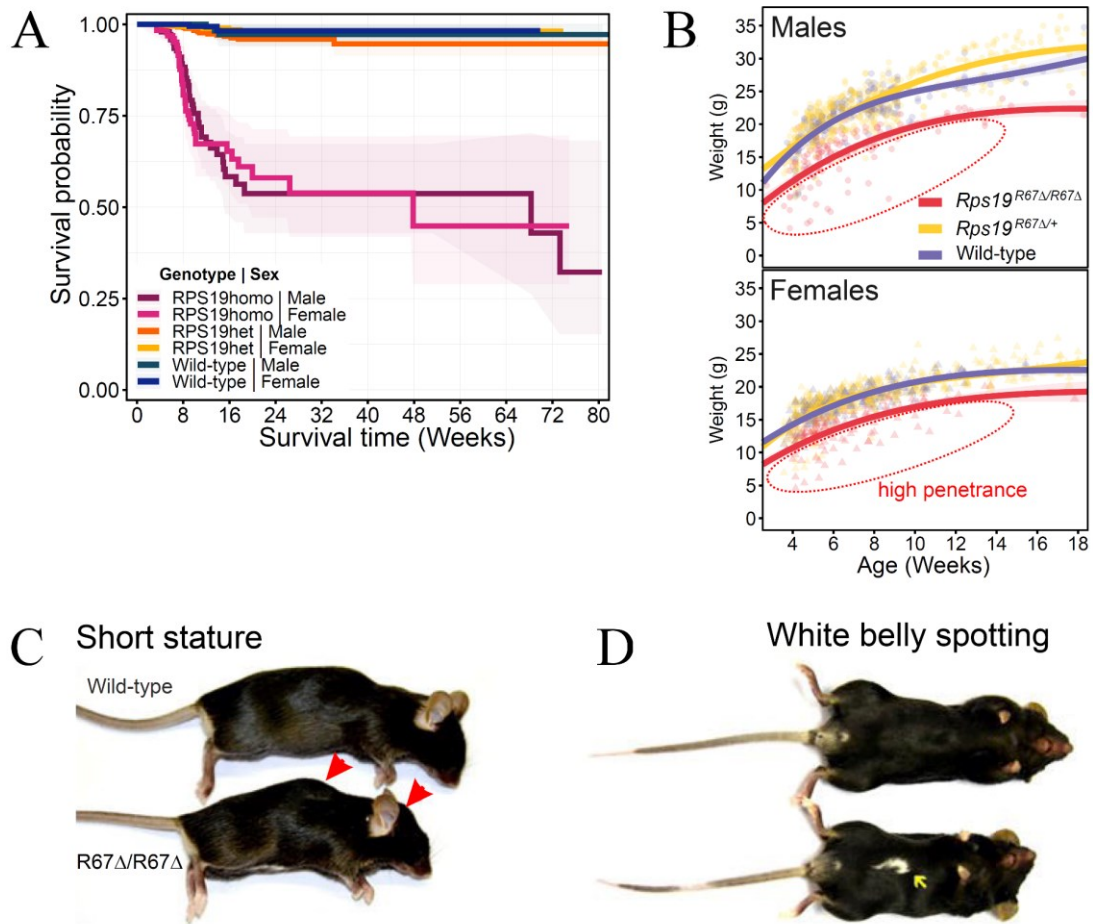 A
1.00
0.75
0.50
0.25
0.00
Survival probability
Genotype | Sex
RPS19homo | Male
RPS19homo | Female
RPS19het | Male
RPS19het | Female
Wild-type | Male
Wild-type | Female
0 8 16 24 32 40 48 56 64 72 80
Survival time (Weeks)
B
Males
35
30
25
20
15
10
5
0
Weight (g)
Rps19 R67Δ/R67Δ
Rps19 R67Δ/+
Wild-type
Females
35
30
25
20
15
10
5
0
Weight (g)
high penetrance
4 6 8 10 12 14 16 18
Age (Weeks)
C
Short stature
Wild-type
R67Δ/R67Δ
D
White belly spotting